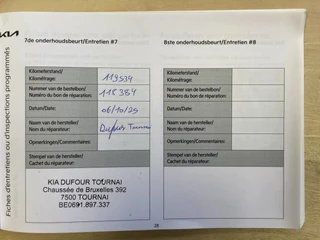 KIA
Fiches d'entretiens ou d'inspections programmés
7de onderhoudsbeurt/Entretien #7
Kilometerstand/
Kilométrage:
119534
Nummer van de bestelbon/
Numéro du bon de réparation:
118384
Datum/Date:
06/10/25
Naam van de hersteller/
Nom du réparateur:
Dufour Tournai
Opmerkingen/Commentaires:
Stempel van de hersteller/
Cachet du réparateur:
KIA DUFOUR TOURNAI
Chaussée de Bruxelles 392
7500 TOURNAI
BE0691.897.337
8ste onderhoudsbeurt/Entretien #8
Kilometerstand/
Kilométrage:
Nummer van de bestelbon/
Numéro du bon de réparation:
Datum/Date:
Naam van de hersteller/
Nom du réparateur:
Opmerkingen/Commentaires:
Stempel van de hersteller/
Cachet du réparateur: